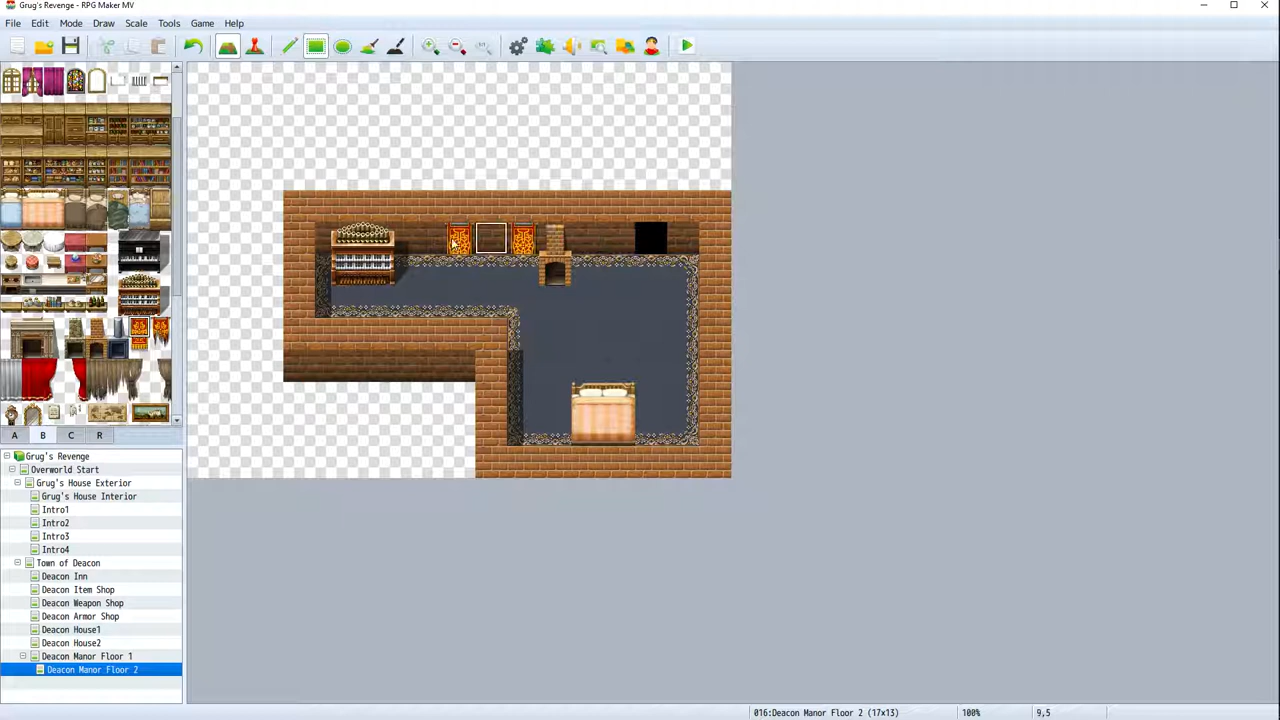 Grug's Revenge - RPG Maker MV
File Edit Mode Draw Scale Tools Game Help
A B C R
Grug's Revenge
Overworld Start
Grug's House Exterior
Grug's House Interior
Intro1
Intro2
Intro3
Intro4
Town of Deacon
Deacon Inn
Deacon Item Shop
Deacon Weapon Shop
Deacon Armor Shop
Deacon House1
Deacon House2
Deacon Manor Floor 1
Deacon Manor Floor 2
016:Deacon Manor Floor 2 (17x13) 100% 9,5